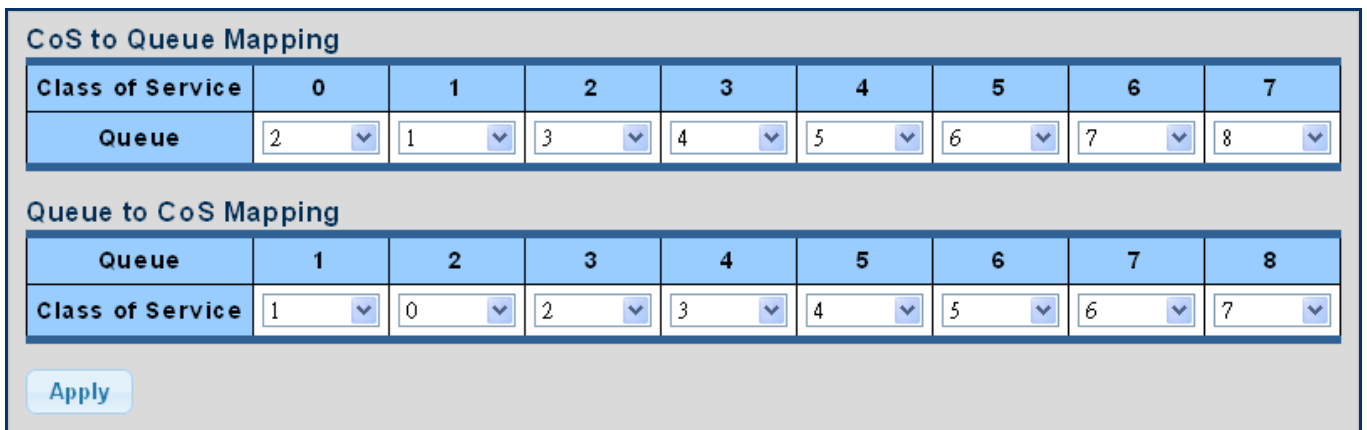 CoS to Queue Mapping
Class of Service 0 1 2 3 4 5 6 7
Queue 2 1 3 4 5 6 7 8
Queue to CoS Mapping
Queue 1 2 3 4 5 6 7 8
Class of Service 1 0 2 3 4 5 6 7
Apply